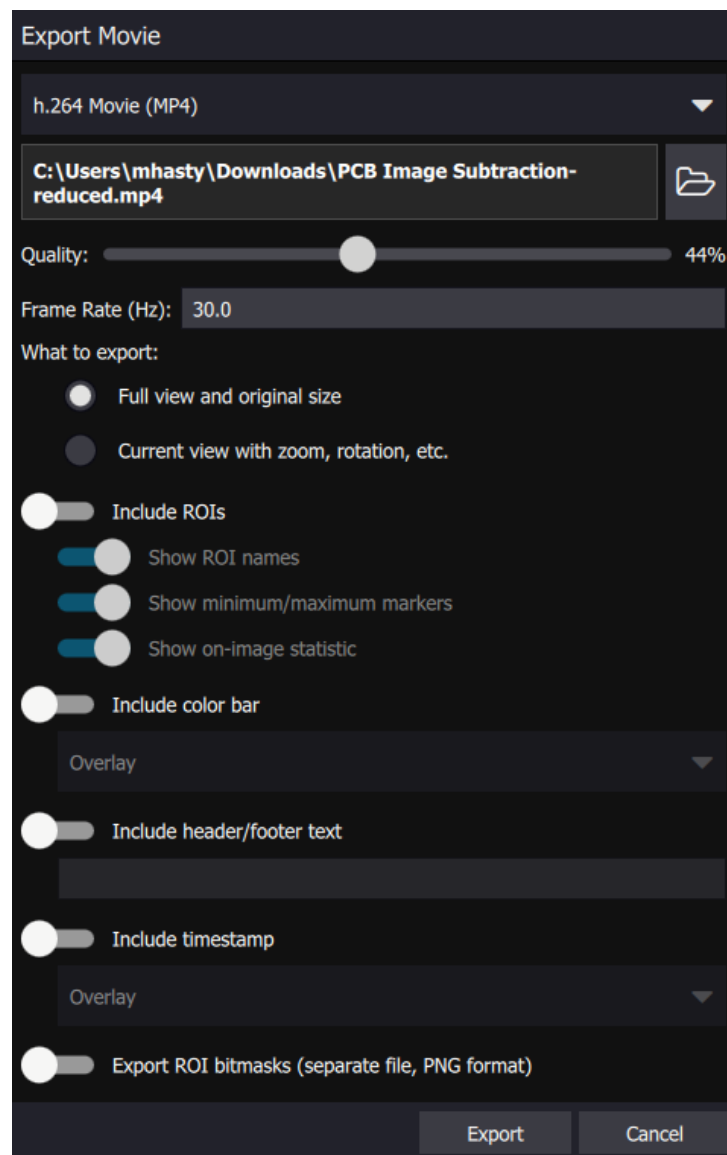 Export Movie
h.264 Movie (MP4)
C:\Users\mhasty\Downloads\PCB Image Subtraction-
reduced.mp4
Quality: 44%
Frame Rate (Hz): 30.0
What to export:
Full view and original size
Current view with zoom, rotation, etc.
Include ROIs
Show ROI names
Show minimum/maximum markers
Show on-image statistic
Include color bar
Overlay
Include header/footer text
Include timestamp
Overlay
Export ROI bitmasks (separate file, PNG format)
Export Cancel